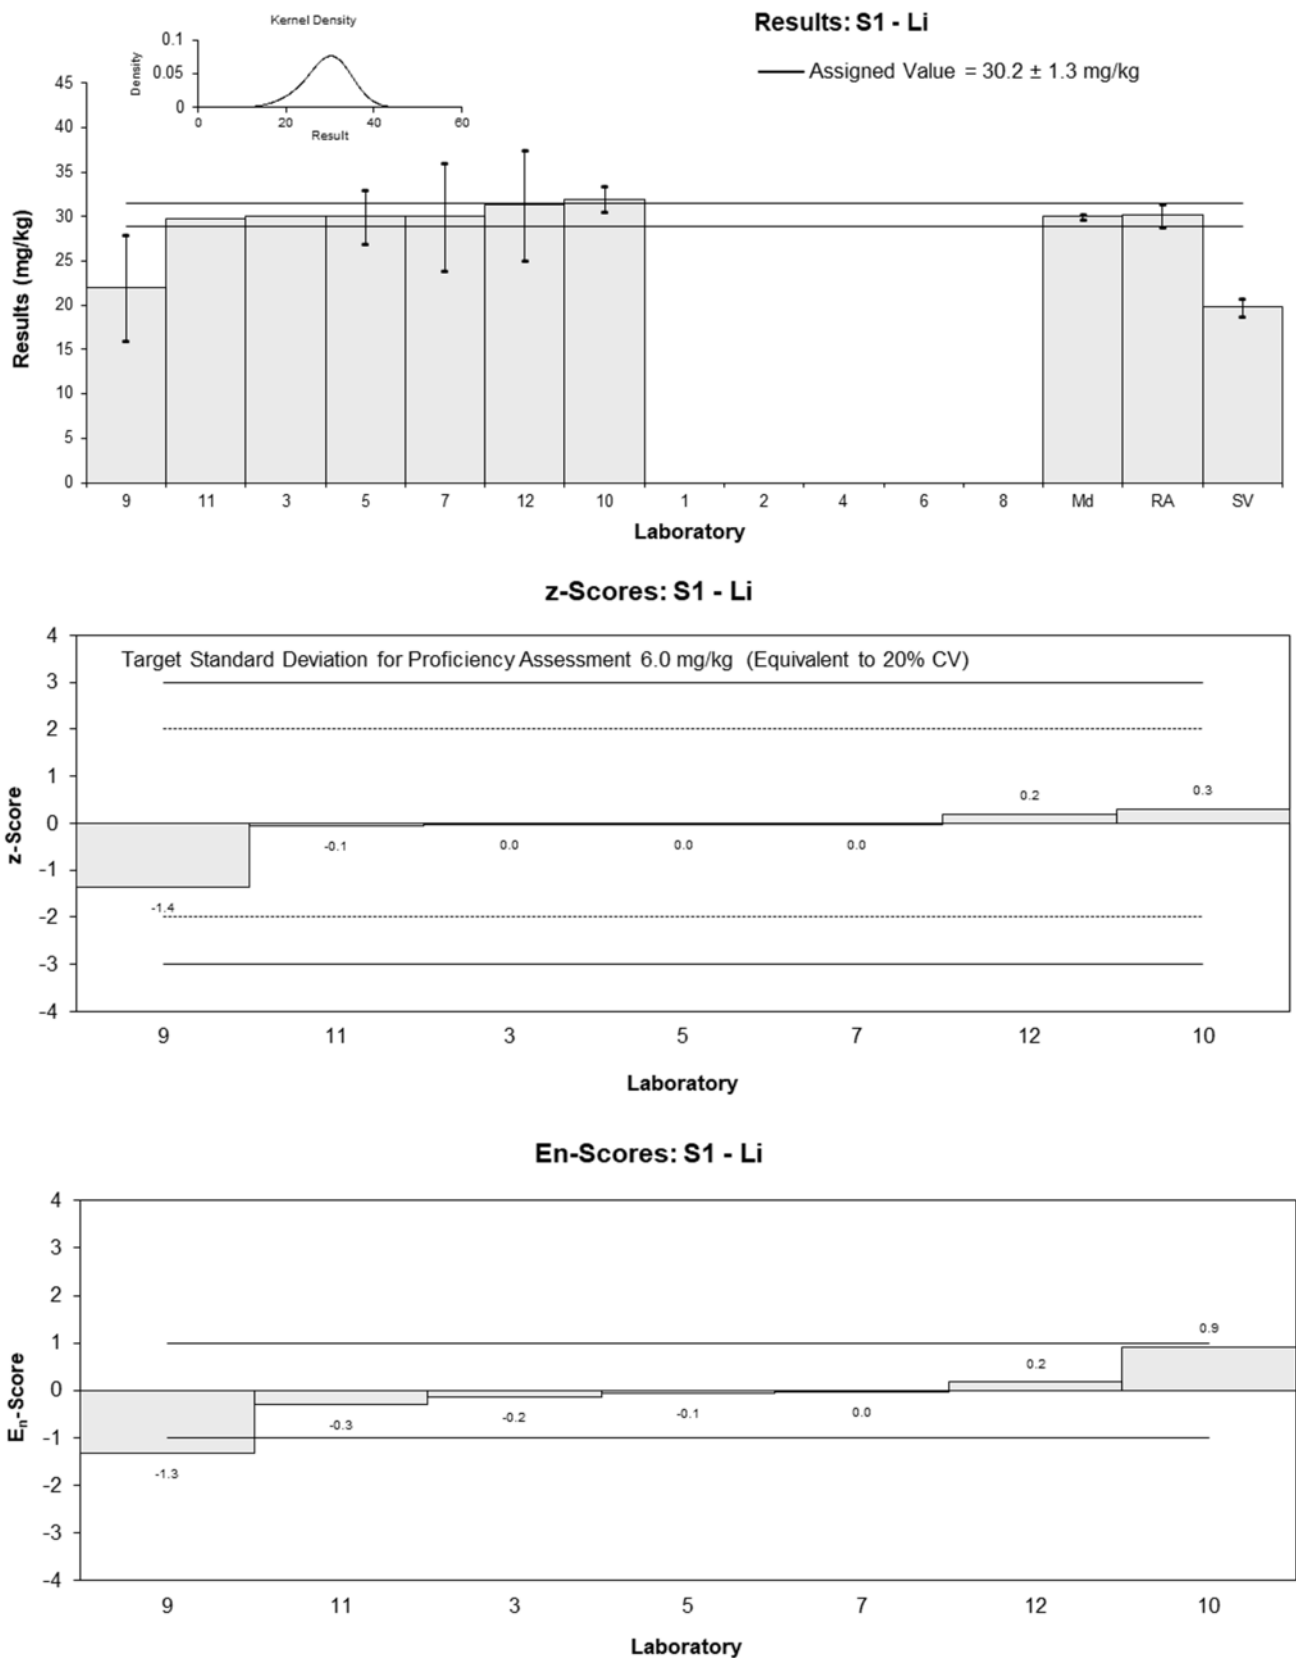 Results: S1 - Li
Assigned Value = 30.2 ± 1.3 mg/kg
Kernel Density
Density
0.1
0.05
0
0 20 40 60
Result
Results (mg/kg)
45
40
35
30
25
20
15
10
5
0
9 11 3 5 7 12 10 1 2 4 6 8 Md RA SV
Laboratory
z-Scores: S1 - Li
Target Standard Deviation for Proficiency Assessment 6.0 mg/kg (Equivalent to 20% CV)
z-Score
4
3
2
1
0
-1
-2
-3
-4
-1.4 -0.1 0.0 0.0 0.0 0.2 0.3
9 11 3 5 7 12 10
Laboratory
En-Scores: S1 - Li
En-Score
4
3
2
1
0
-1
-2
-3
-4
-1.3 -0.3 -0.2 -0.1 0.0 0.2 0.9
9 11 3 5 7 12 10
Laboratory